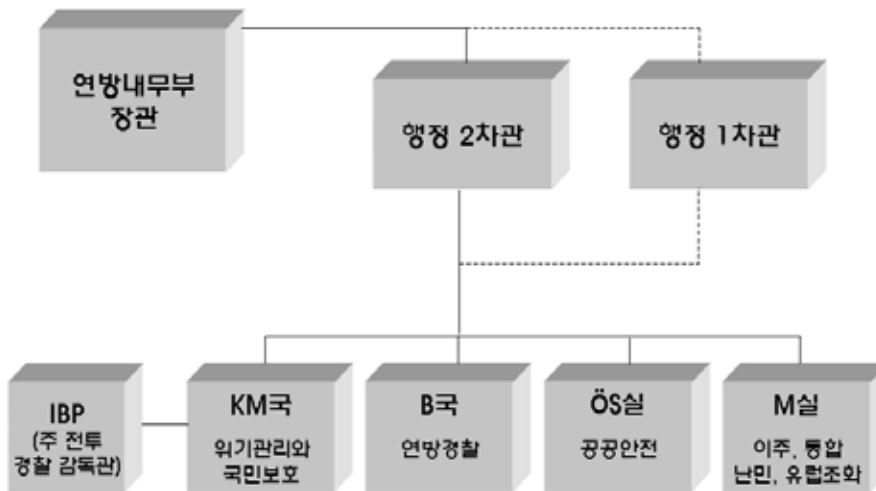 연방내무부
장관
행정 2차관
행정 1차관
IBP
(주 전투
경찰 감독관)
KM국
위기관리와
국민보호
B국
연방경찰
ÖS실
공공안전
M실
이주, 통합
난민, 유럽조화